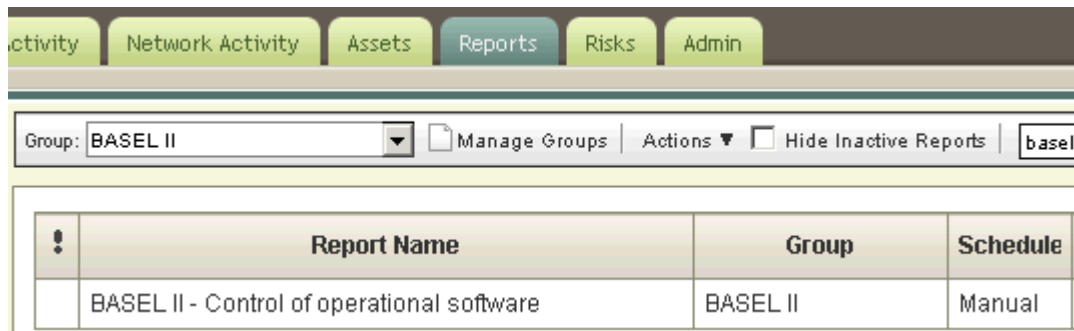 ctivity Network Activity Assets Reports Risks Admin
Group: BASEL II Manage Groups Actions ▼ Hide Inactive Reports basel
! Report Name Group Schedule
BASEL II - Control of operational software BASEL II Manual